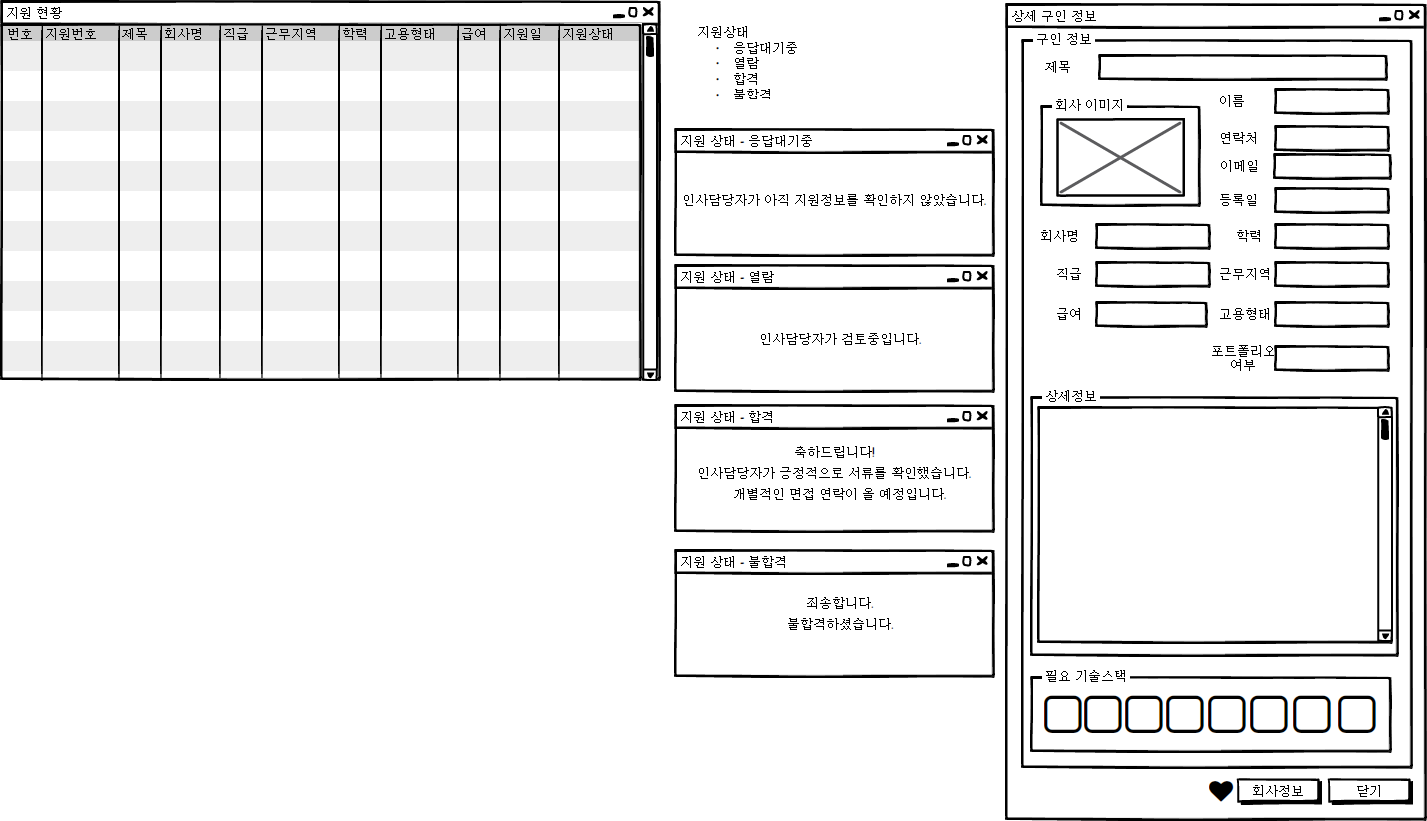 지원 현황
번호 지원번호 제목 회사명 직급 근무지역 학력 고용형태 급여 지원일 지원상태
지원상태
· 응답대기중
· 열람
· 합격
· 불합격
지원 상태 - 응답대기중
인사담당자가 아직 지원정보를 확인하지 않았습니다.
지원 상태 - 열람
인사담당자가 검토중입니다.
지원 상태 - 합격
축하드립니다!
인사담당자가 긍정적으로 서류를 확인했습니다.
개별적인 면접 연락이 올 예정입니다.
지원 상태 - 불합격
죄송합니다.
불합격하셨습니다.
상세 구인 정보
구인 정보
제목
회사 이미지
이름
연락처
이메일
등록일
회사명
학력
직급
근무지역
급여
고용형태
포트폴리오
여부
상세정보
필요 기술스택
회사정보
닫기